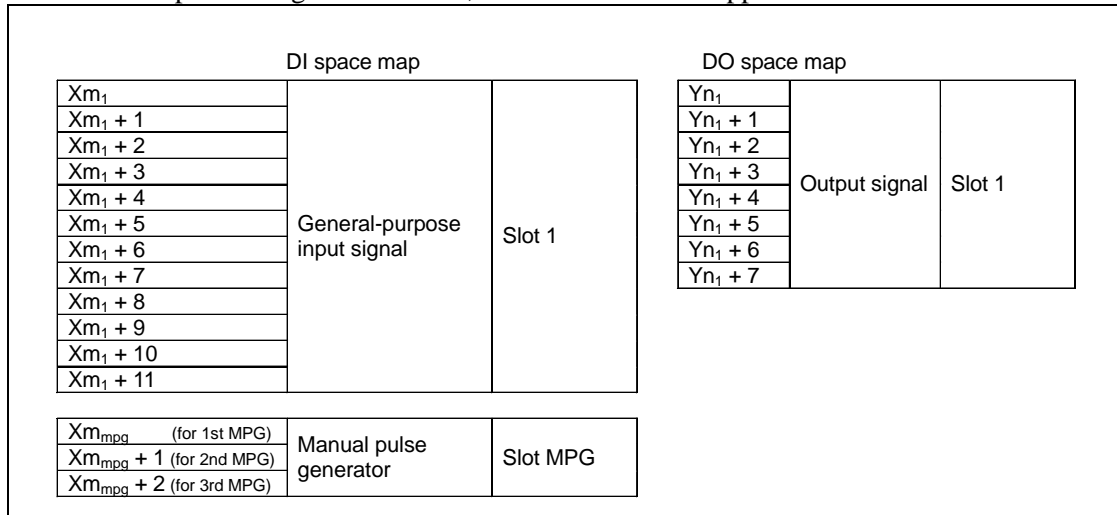 DI space map
Xm₁
Xm₁ + 1
Xm₁ + 2
Xm₁ + 3
Xm₁ + 4
Xm₁ + 5
Xm₁ + 6
Xm₁ + 7
Xm₁ + 8
Xm₁ + 9
Xm₁ + 10
Xm₁ + 11
General-purpose
input signal
Slot 1
Xmₘₚg (for 1st MPG)
Xmₘₚg + 1 (for 2nd MPG)
Xmₘₚg + 2 (for 3rd MPG)
Manual pulse
generator
Slot MPG
DO space map
Yn₁
Yn₁ + 1
Yn₁ + 2
Yn₁ + 3
Yn₁ + 4
Yn₁ + 5
Yn₁ + 6
Yn₁ + 7
Output signal
Slot 1